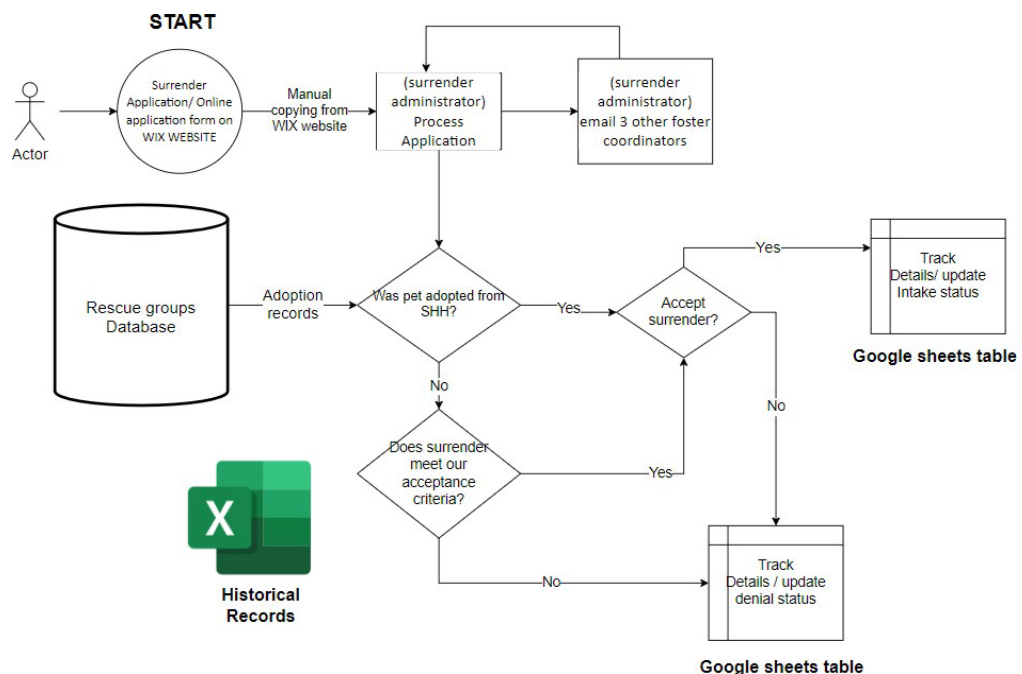 START
Surrender
Application/ Online
application form on
WIX WEBSITE
Actor
Manual
copying from
WIX website
(surrender
administrator)
Process
Application
(surrender
administrator)
email 3 other foster
coordinators
Rescue groups
Database
Adoption
records
Was pet adopted from
SHH?
Yes
Accept
surrender?
Yes
Track
Details/ update
Intake status
Google sheets table
No
No
Does surrender
meet our
acceptance
criteria?
Yes
X
Historical
Records
No
Track
Details / update
denial status
Google sheets table